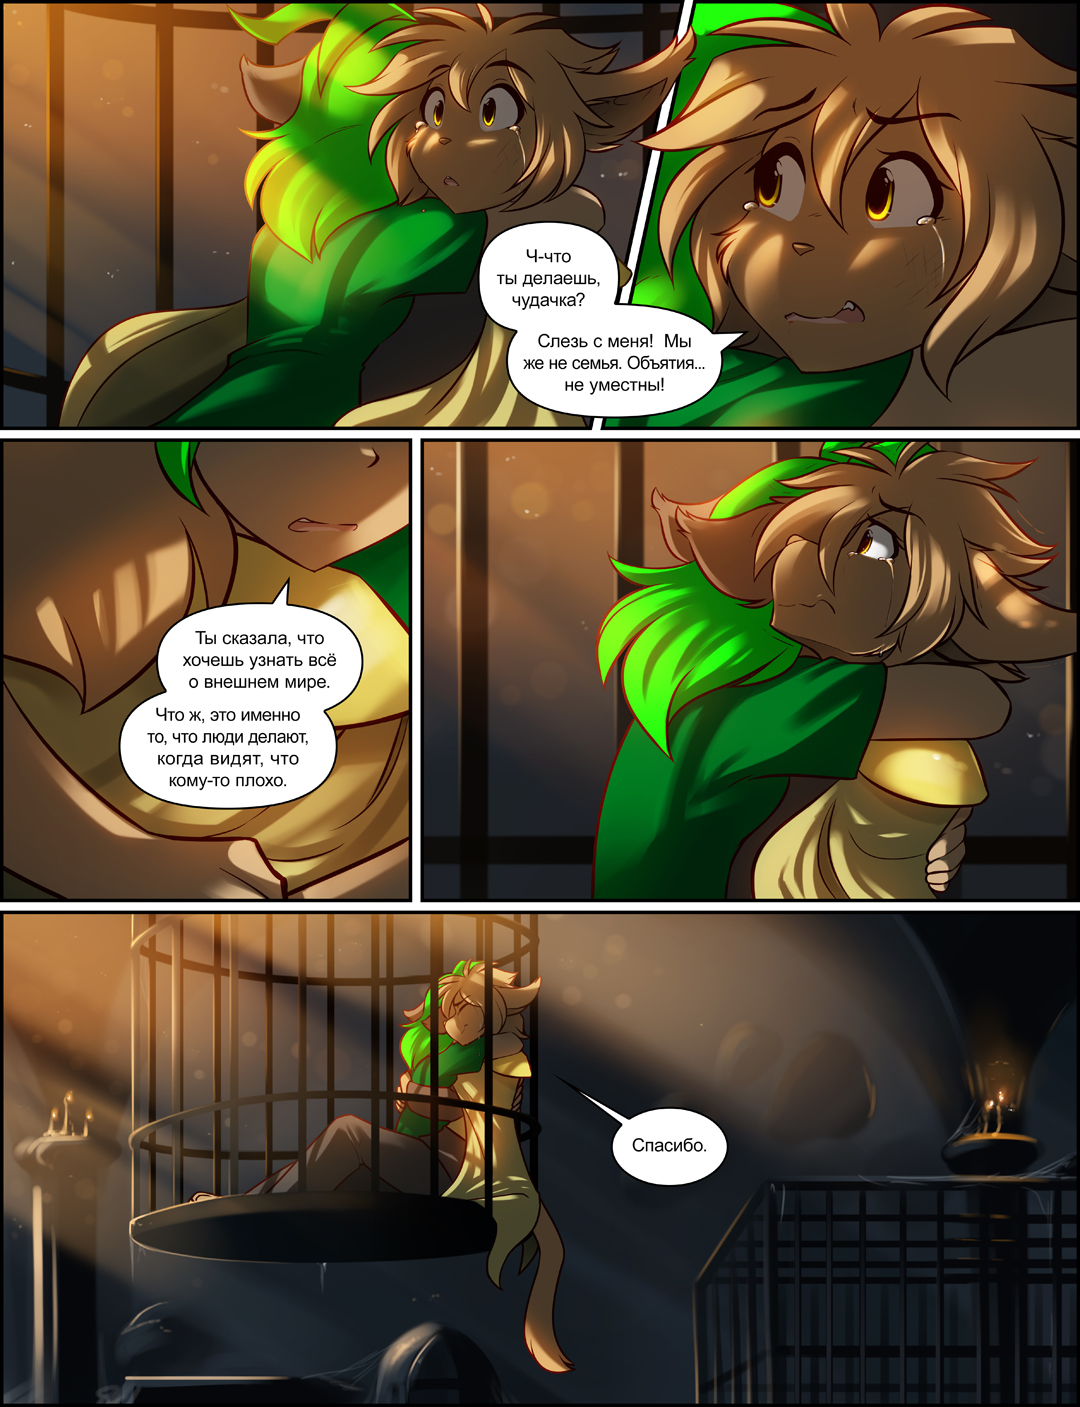 Ч-что
ты делаешь,
чудачка?
Слезь с меня! Мы
же не семья. Объятия...
не уместны!
Ты сказала, что
хочешь узнать всё
о внешнем мире.
Что ж, это именно
то, что люди делают,
когда видят, что
кому-то плохо.
Спасибо.